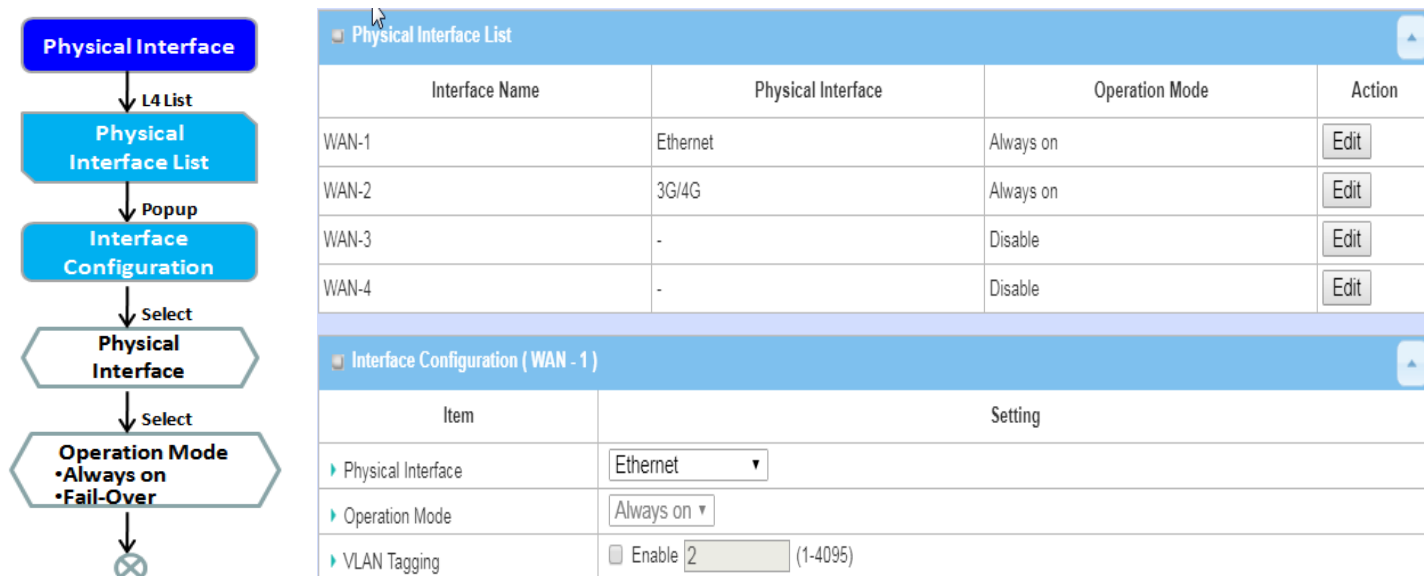 Physical Interface
L4 List
Physical
Interface List
Popup
Interface
Configuration
Select
Physical
Interface
Select
Operation Mode
•Always on
•Fail-Over
Physical Interface List
Interface Name Physical Interface Operation Mode Action
WAN-1 Ethernet Always on Edit
WAN-2 3G/4G Always on Edit
WAN-3 - Disable Edit
WAN-4 - Disable Edit
Interface Configuration ( WAN - 1 )
Item Setting
Physical Interface Ethernet
Operation Mode Always on
VLAN Tagging Enable 2 (1-4095)